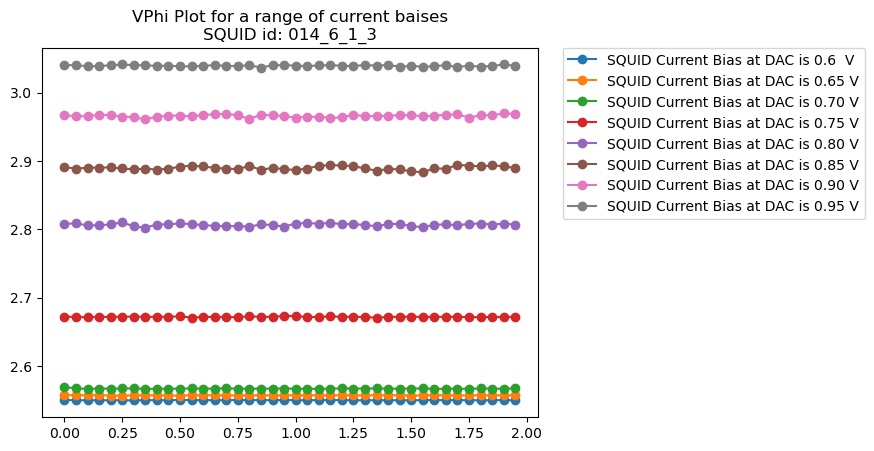 VPhi Plot for a range of current baises
SQUID id: 014_6_1_3
3.0
2.9
2.8
2.7
2.6
0.00 0.25 0.50 0.75 1.00 1.25 1.50 1.75 2.00
SQUID Current Bias at DAC is 0.6  V
SQUID Current Bias at DAC is 0.65 V
SQUID Current Bias at DAC is 0.70 V
SQUID Current Bias at DAC is 0.75 V
SQUID Current Bias at DAC is 0.80 V
SQUID Current Bias at DAC is 0.85 V
SQUID Current Bias at DAC is 0.90 V
SQUID Current Bias at DAC is 0.95 V